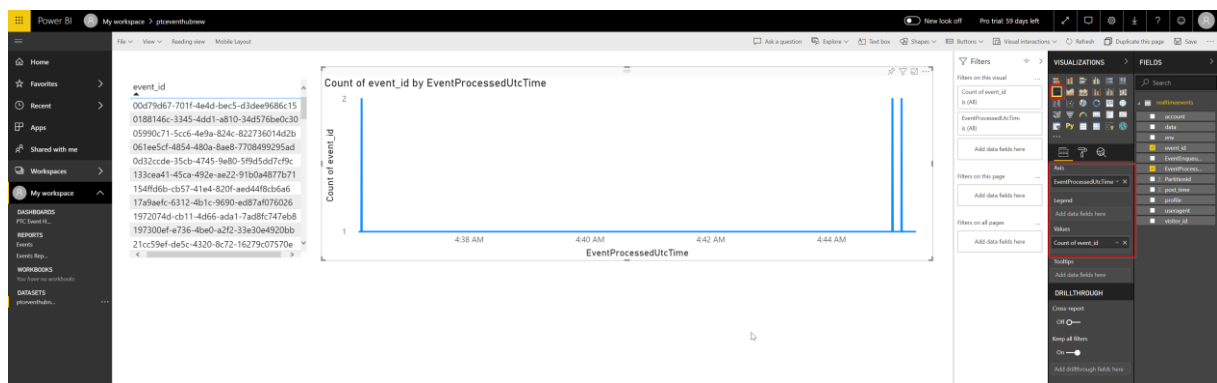 Power BI
My workspace > ptceventhubnew
New look off
Pro trial: 59 days left
File
View
Reading view
Mobile Layout
Ask a question
Explore
Text box
Shapes
Buttons
Visual interactions
Refresh
Duplicate this page
Save
Home
Favorites
Recent
Apps
Shared with me
Workspaces
My workspace
DASHBOARDS
PTC Event H...
REPORTS
Events
Events Rep...
WORKBOOKS
You have no workbooks
DATASETS
ptceventhubn...
event_id
00d79d67-701f-4e4d-bec5-d3dee9686c15
0188146c-3345-4dd1-a810-34d576be0c30
05990c71-5cc6-4e9a-824c-822736014d2b
061ee5cf-4854-480a-8ae8-7708499295ad
0d32ccde-35cb-4745-9e80-5f9d5dd7cf9c
133cea41-45ca-492e-ae22-91b0a4877b71
154ffd6b-cb57-41e4-820f-aed44f8cb6a6
17a9aefc-6312-4b1c-9690-ed87af076026
1972074d-cb11-4d66-ada1-7ad8fc747eb8
197300ef-e736-4be0-a2f2-33e30e4920bb
21cc59ef-de5c-4320-8c72-16279c07570e
Count of event_id by EventProcessedUtcTime
Count of event_id
2
1
4:38 AM
4:40 AM
4:42 AM
4:44 AM
EventProcessedUtcTime
Filters
Filters on this visual
Count of event_id
is (All)
EventProcessedUtcTime
is (All)
Add data fields here
Filters on this page
Add data fields here
Filters on all pages
Add data fields here
VISUALIZATIONS
Py
Axis
EventProcessedUtcTime
Legend
Add data fields here
Values
Count of event_id
Tooltips
Add data fields here
DRILLTHROUGH
Cross-report
Off
Keep all filters
On
Add drillthrough fields here
FIELDS
Search
realtimeevents
account
data
env
event_id
EventEnqueu...
EventProcess...
PartitionId
post_time
profile
useragent
visitor_id